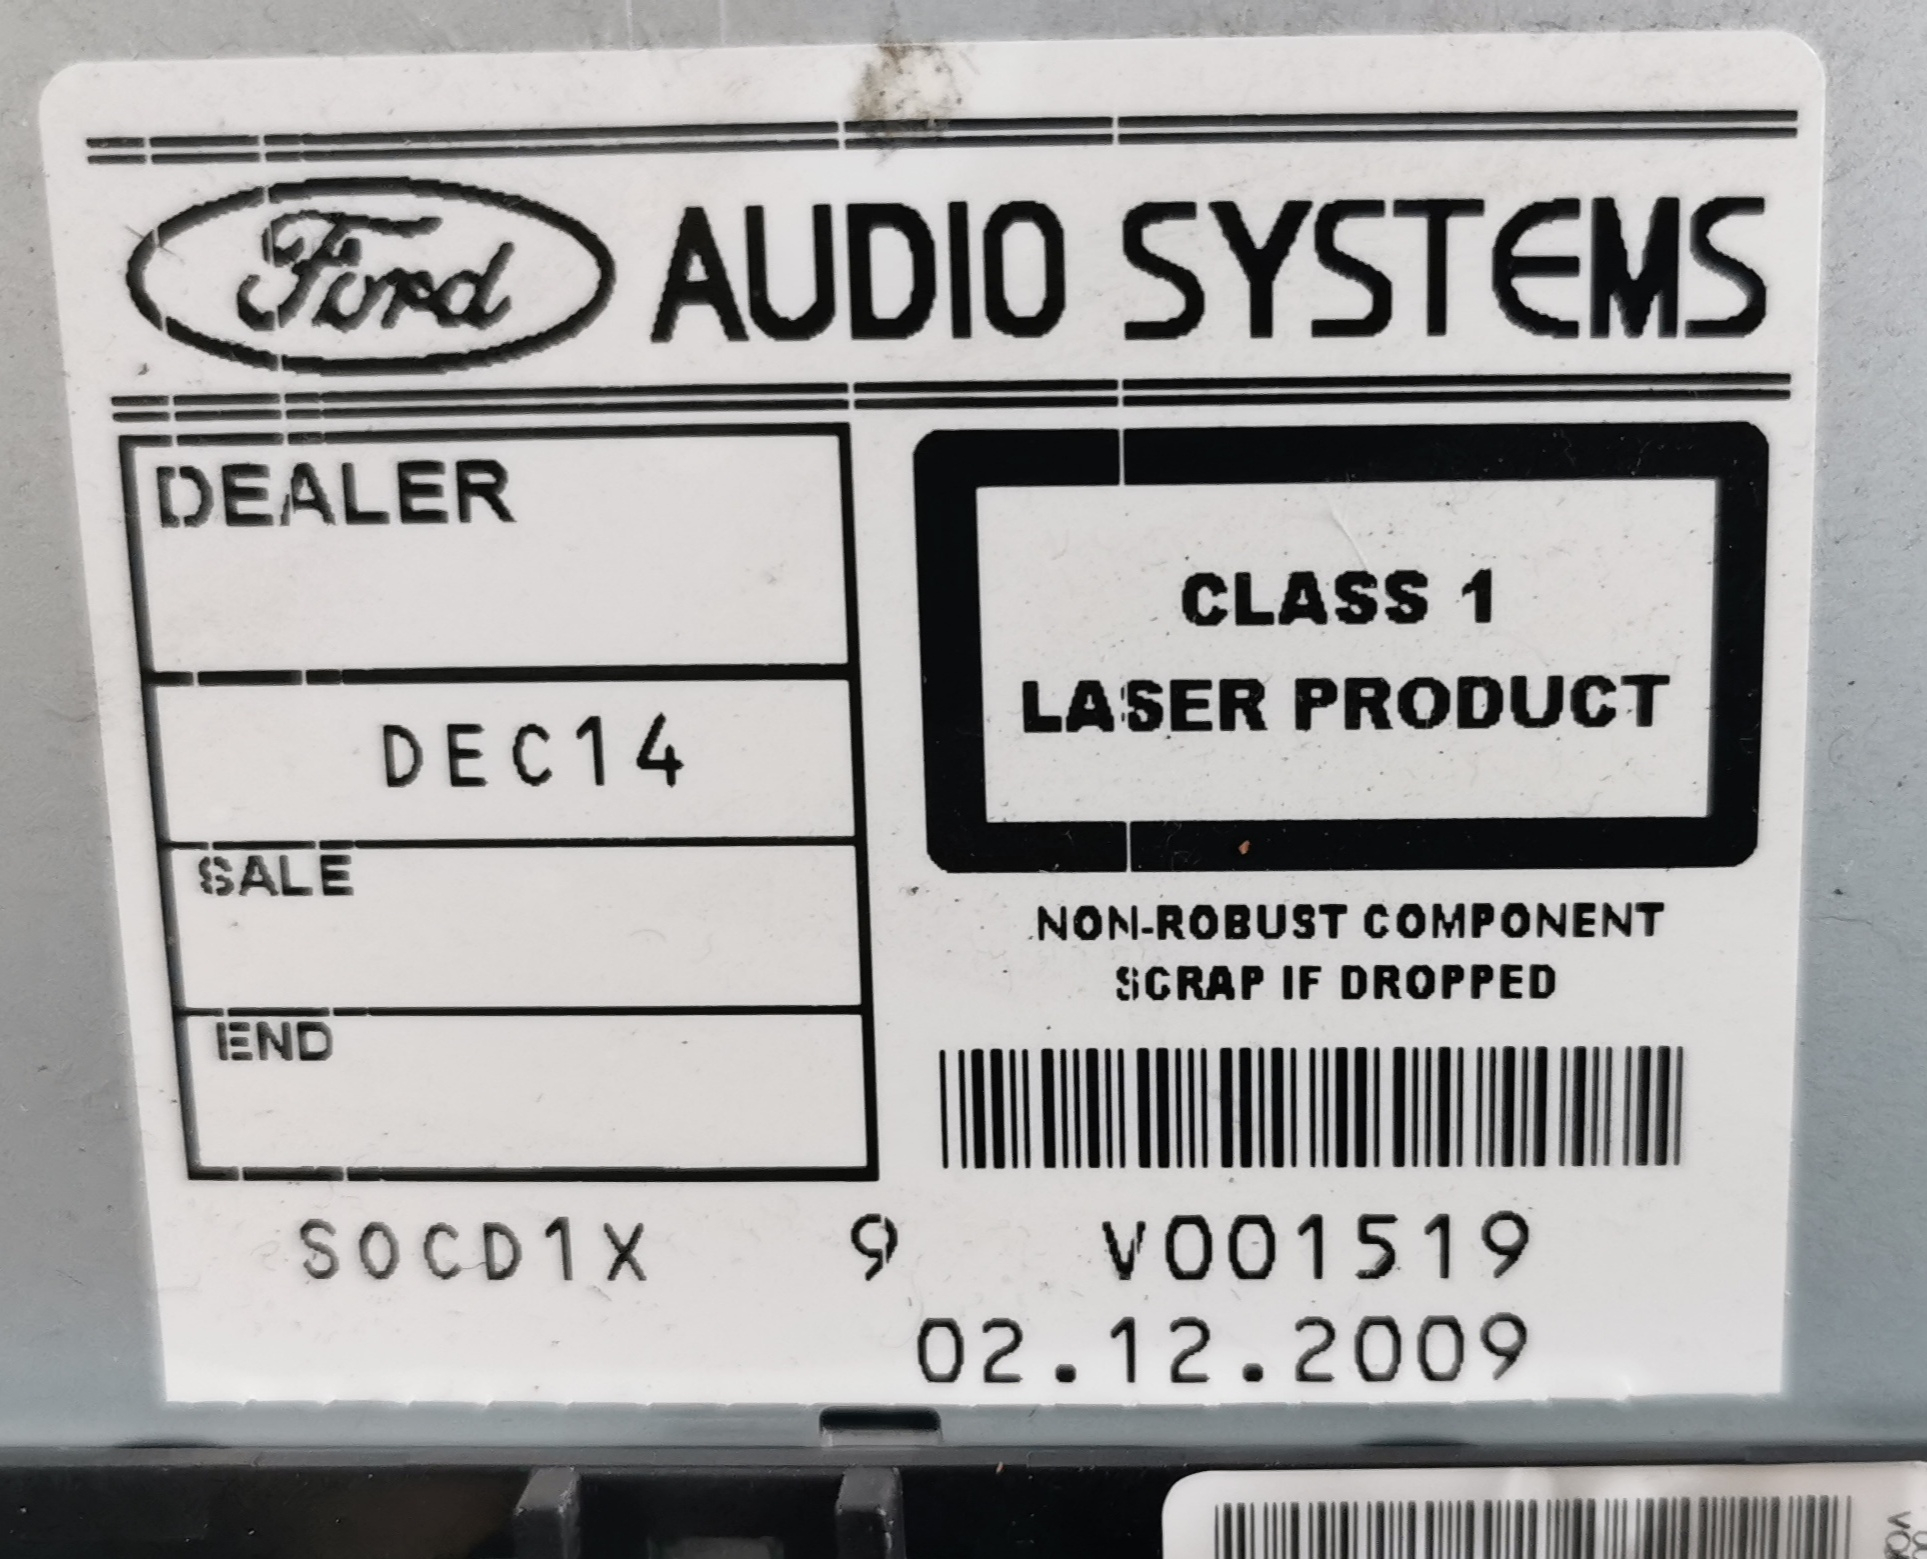 Ford AUDIO SYSTEMS
DEALER
DEC14
SALE
END
CLASS 1
LASER PRODUCT
NON-ROBUST COMPONENT
SCRAP IF DROPPED
SOCD1X 9 V001519
02.12.2009